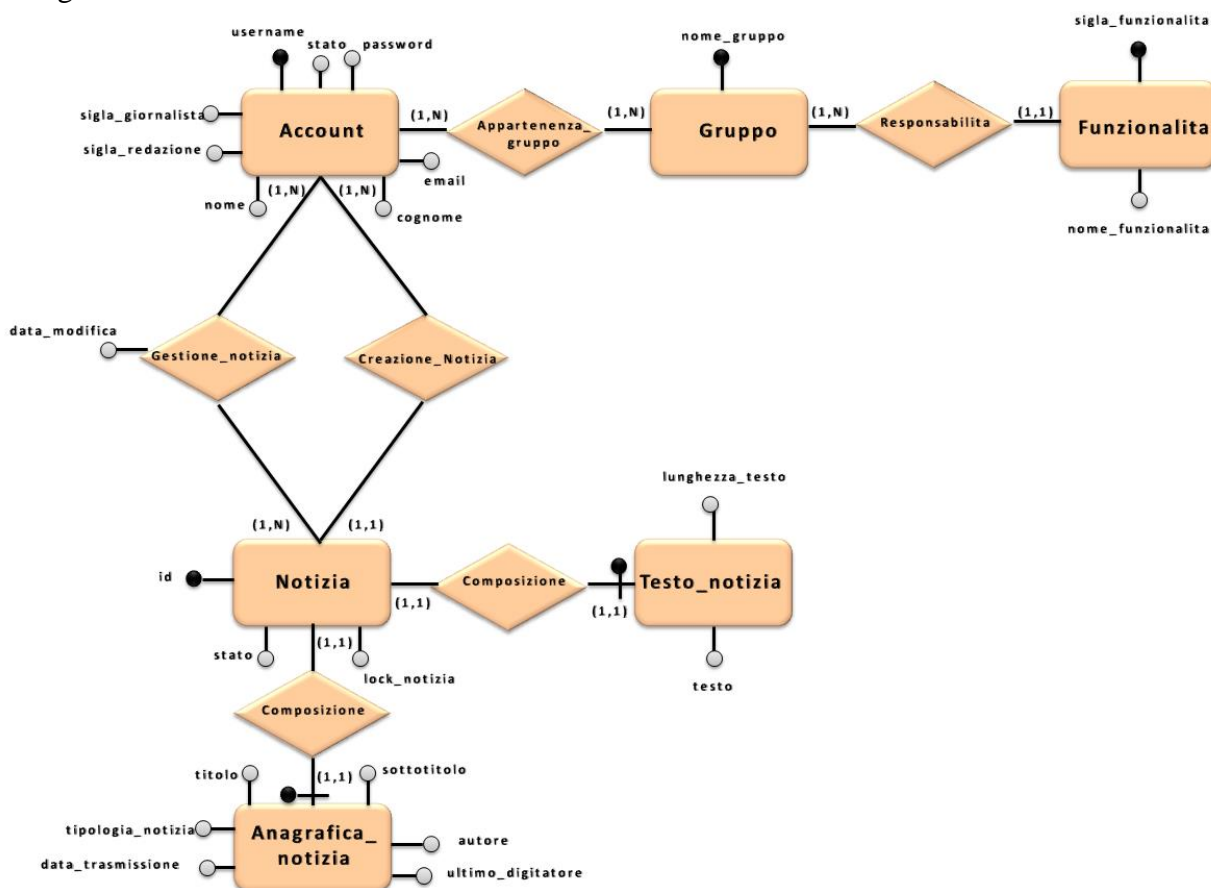 sigla_funzionalita
username
stato
password
nome_gruppo
sigla_giornalista
Account
(1,N)
Appartenenza_
gruppo
(1,N)
Gruppo
(1,N)
Responsabilita
(1,1)
Funzionalita
sigla_redazione
email
nome
(1,N)
(1,N)
cognome
nome_funzionalita
data_modifica
Gestione_notizia
Creazione_Notizia
lunghezza_testo
(1,N)
(1,1)
id
Notizia
(1,1)
Composizione
(1,1)
Testo_notizia
stato
(1,1)
lock_notizia
testo
Composizione
titolo
(1,1)
sottotitolo
tipologia_notizia
Anagrafica_
notizia
autore
data_trasmissione
ultimo_digitatore